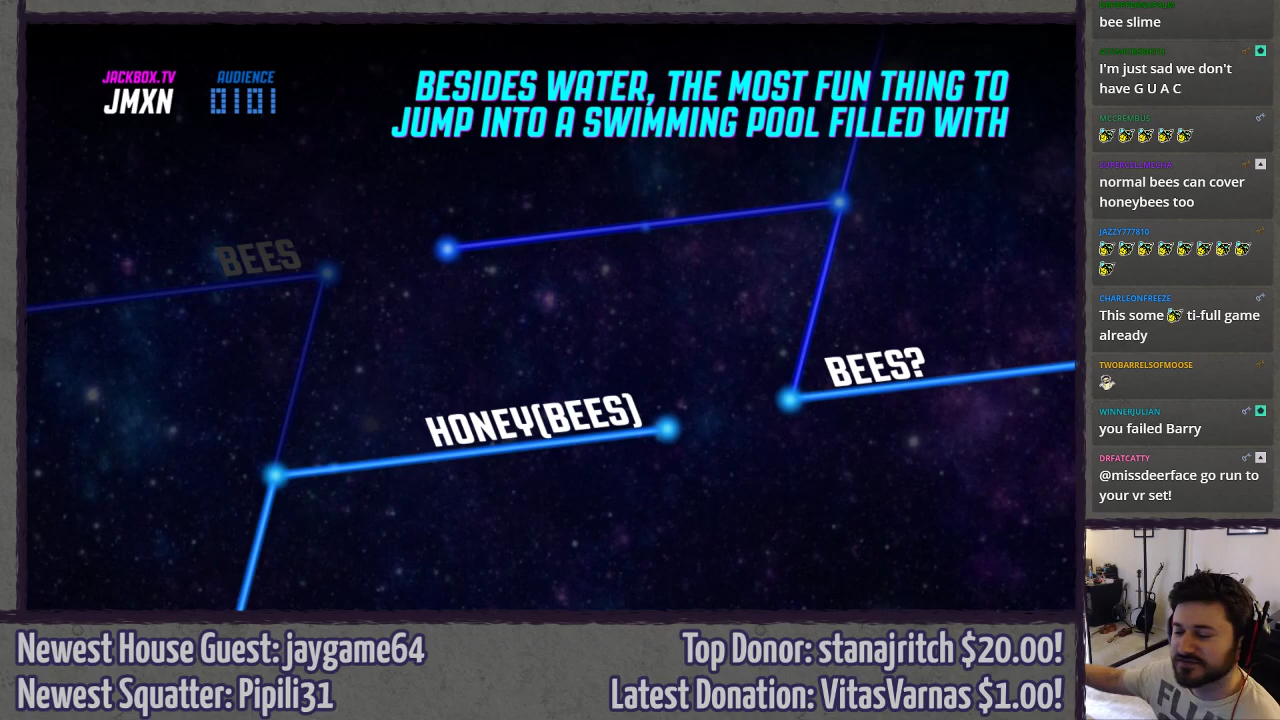 JACKBOX.TV
JMXN
AUDIENCE
0101
BESIDES WATER, THE MOST FUN THING TO
JUMP INTO A SWIMMING POOL FILLED WITH
BEES
HONEY(BEES)
BEES?
bee slime
I'm just sad we don't
have G U A C
MCCREMBUS
normal bees can cover
honeybees too
JAZZY777810
CHARLEONFREEZE
This some ti-full game
already
TWOBARRELSOFMOOSE
WINNERJULIAN
you failed Barry
DRFATCATTY
@missdeerface go run to
your vr set!
Newest House Guest: jaygame64
Newest Squatter: Pipili31
Top Donor: stanajritch $20.00!
Latest Donation: VitasVarnas $1.00!